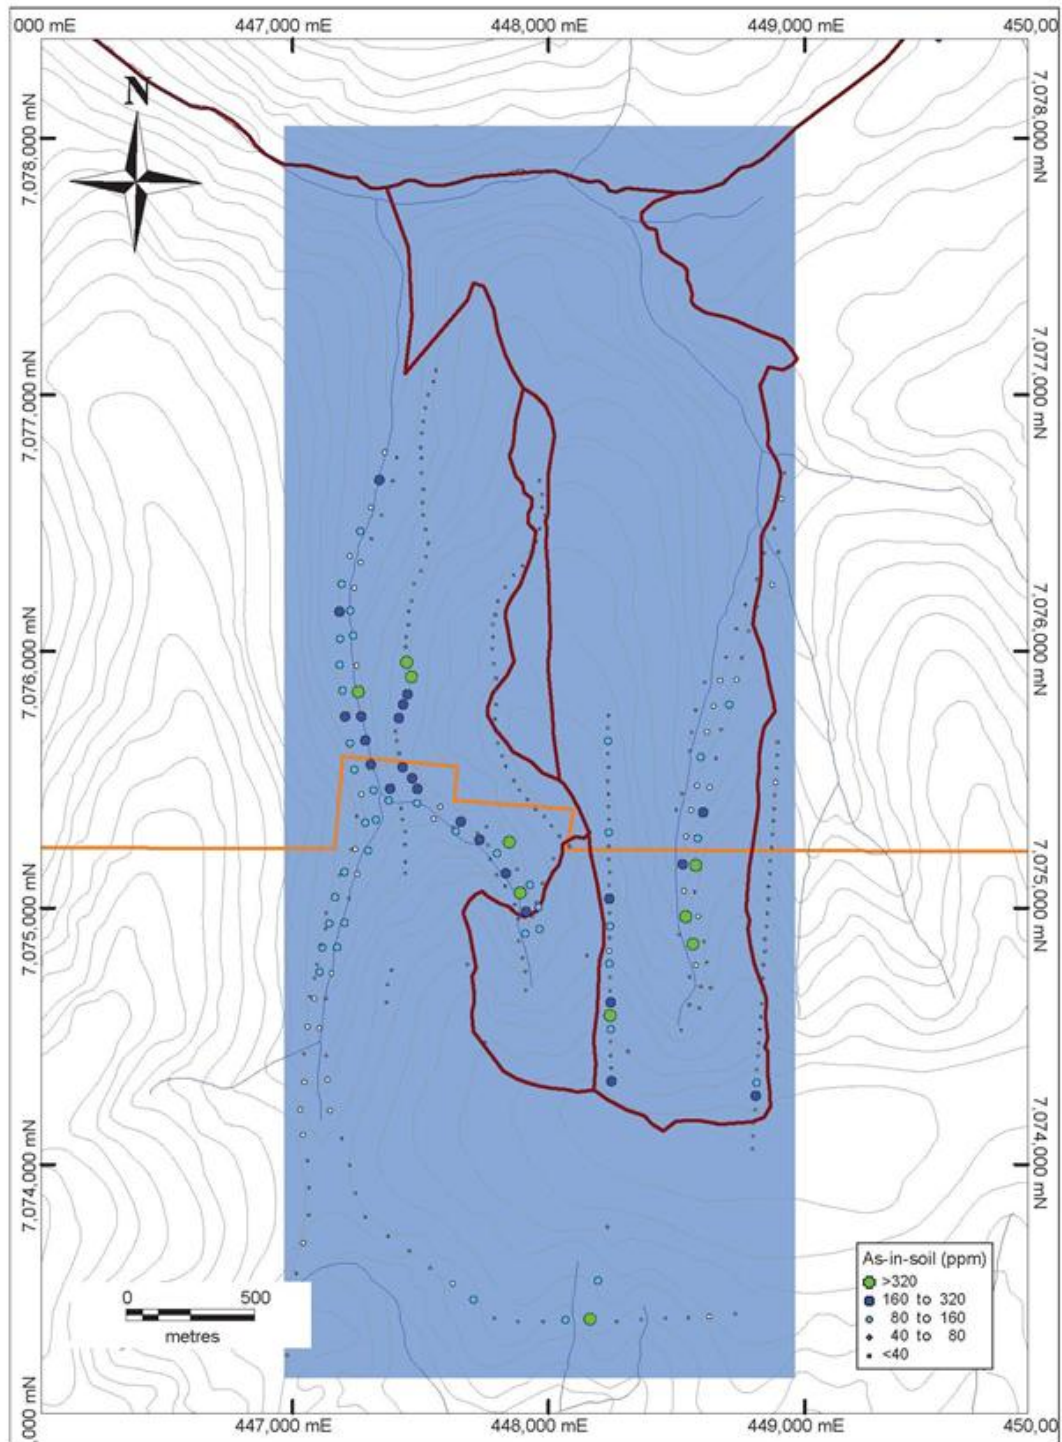 000 mE
447,000 mE
448,000 mE
449,000 mE
450,00
N
7,078,000 mN
7,078,000 mN
7,077,000 mN
7,077,000 mN
7,076,000 mN
7,076,000 mN
7,075,000 mN
7,075,000 mN
7,074,000 mN
7,074,000 mN
As-in-soil (ppm)
>320
160 to 320
80 to 160
40 to 80
<40
0 500
metres
,000 mN
447,000 mE
448,000 mE
449,000 mE
450,00